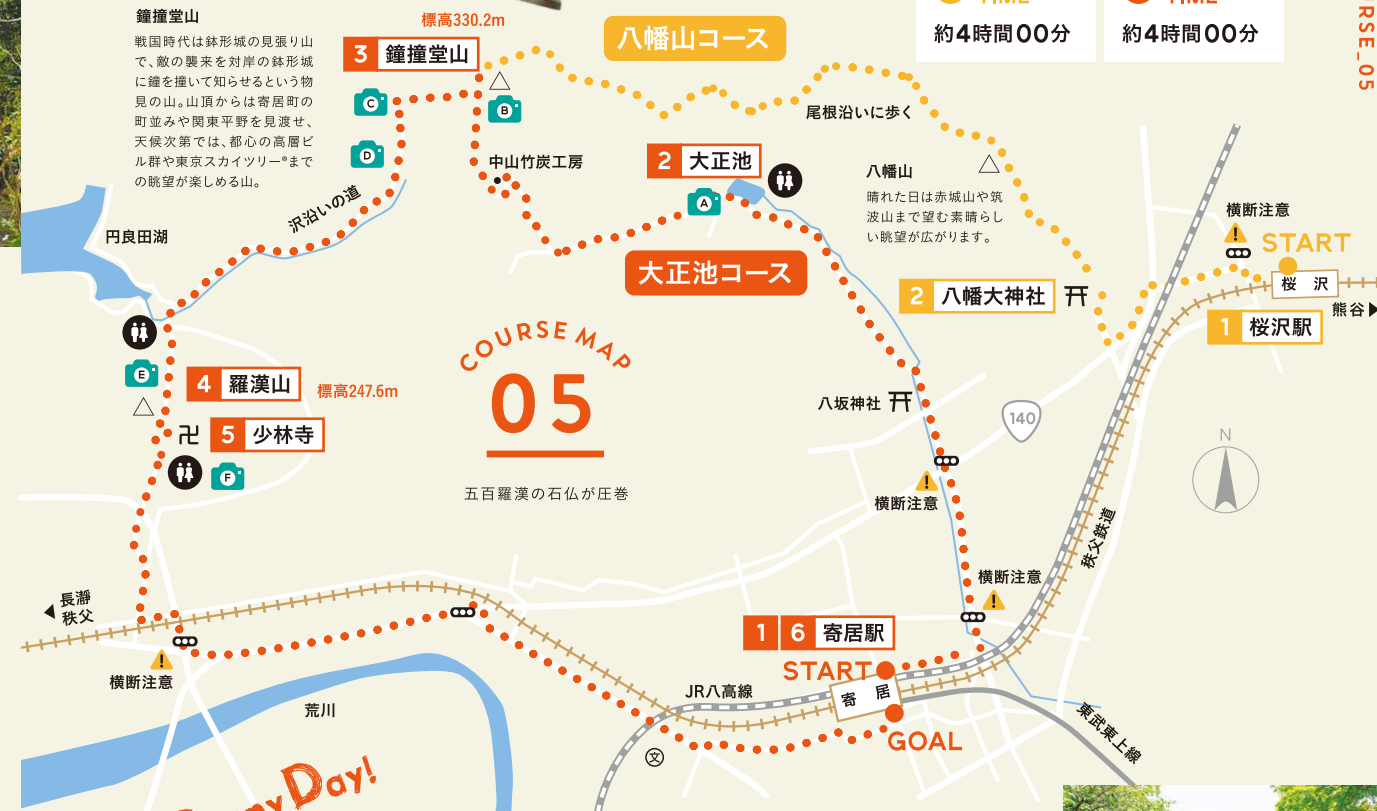 鐘撞堂山
戦国時代は鉢形城の見張り山
で、敵の襲来を対岸の鉢形城
に鐘を撞いて知らせるという物
見の山。山頂からは寄居町の
町並みや関東平野を見渡せ、
天候次第では、都心の高層ビ
ル群や東京スカイツリー®まで
の眺望が楽しめる山。
標高330.2m
3 鐘撞堂山
八幡山コース
約4時間00分
約4時間00分
RSE_05
C
B
D
尾根沿いに歩く
中山竹炭工房
2 大正池
A
八幡山
晴れた日は赤城山や筑
波山まで望む素晴らし
い眺望が広がります。
沢沿いの道
円良田湖
大正池コース
横断注意
START
桜 沢
熊谷
2 八幡大神社
1 桜沢駅
COURSE MAP
05
五百羅漢の石仏が圧巻
E
4 羅漢山
標高247.6m
5 少林寺
F
八坂神社
140
N
横断注意
秩父鉄道
横断注意
長瀞
秩父
横断注意
1 6 寄居駅
START
寄 居
JR八高線
GOAL
東武東上線
荒川
文
Day!